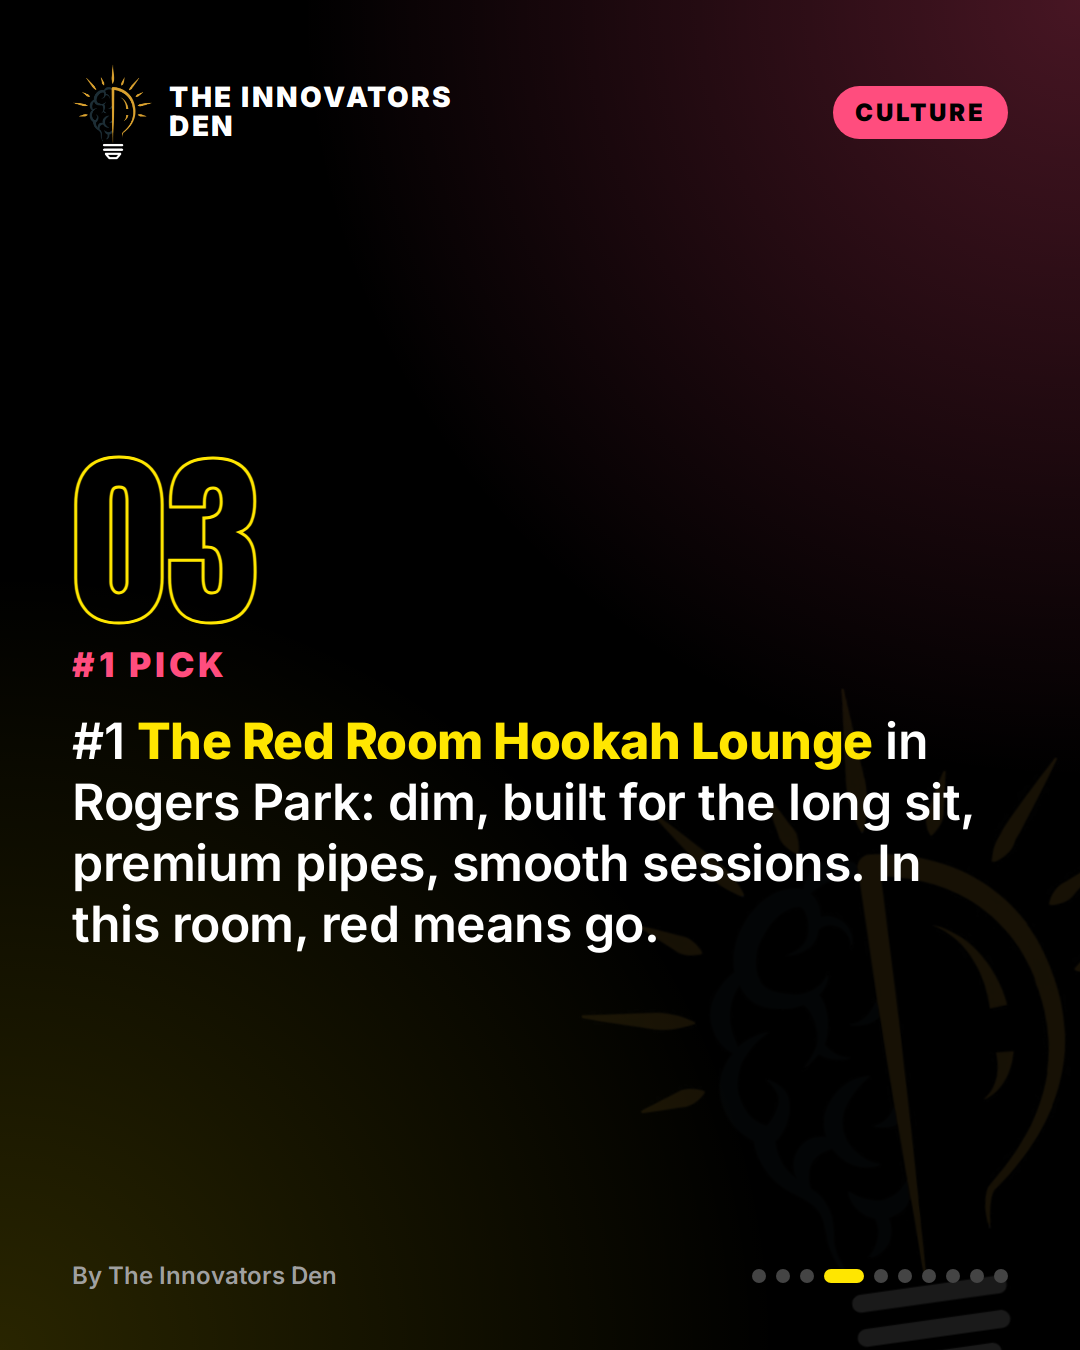 THE INNOVATORS
DEN
CULTURE
03
#1 PICK
#1 The Red Room Hookah Lounge in
Rogers Park: dim, built for the long sit,
premium pipes, smooth sessions. In
this room, red means go.
By The Innovators Den